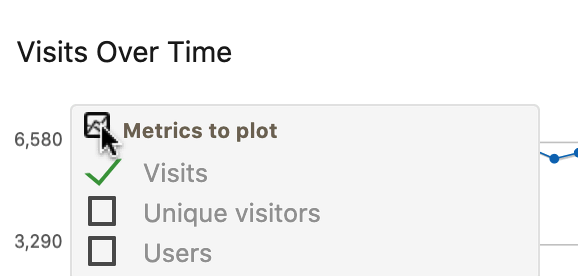 Visits Over Time
Metrics to plot
6,580
Visits
Unique visitors
3,290
Users